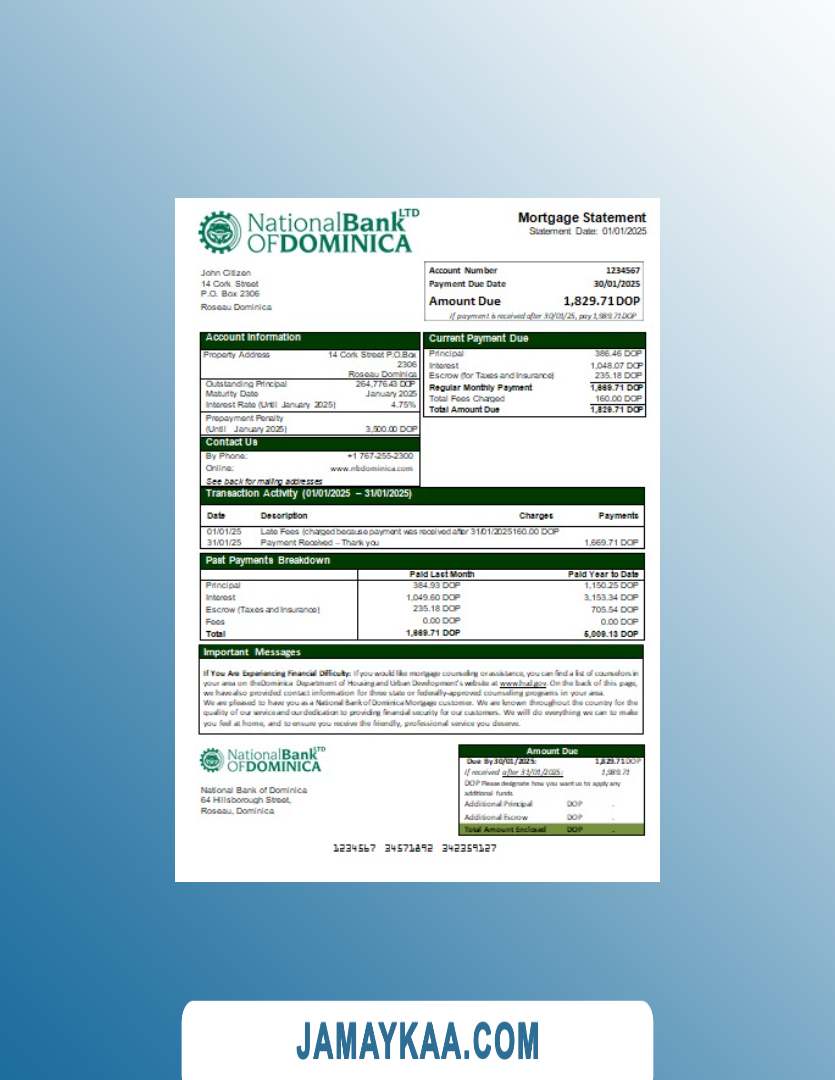 NationalBank LTD
OFDOMINICA
Mortgage Statement
Statement Date: 01/01/2025
John Citizen
14 Cork Street
P.O. Box 2306
Roseau Dominica
Account Number 1234567
Payment Due Date 30/01/2025
Amount Due 1,829.71DOP
If payment is received after 30/01/25, pay 1,989.71DOP
Account Information
Property Address 14 Cork Street P.O.Box
2306
Roseau Dominica
Outstanding Principal 264,776.43 DOP
Maturity Date January 2025
Interest Rate (Until January 2025) 4.75%
Prepayment Penalty
(Until January 2025) 3,500.00 DOP
Contact Us
By Phone: +1 767-255-2300
Online: www.nbdominica.com
See back for mailing addresses
Current Payment Due
Principal 386.46 DOP
Interest 1,048.07 DOP
Escrow (for Taxes and Insurance) 235.18 DOP
Regular Monthly Payment 1,669.71 DOP
Total Fees Charged 160.00 DOP
Total Amount Due 1,829.71 DOP
Transaction Activity (01/01/2025 – 31/01/2025)
Date Description Charges Payments
01/01/25 Late Fees (charged because payment was received after 31/01/2025 160.00 DOP
31/01/25 Payment Received – Thank you 1,669.71 DOP
Past Payments Breakdown
Paid Last Month Paid Year to Date
Principal 384.93 DOP 1,150.25 DOP
Interest 1,049.60 DOP 3,153.34 DOP
Escrow (Taxes and Insurance) 235.18 DOP 705.54 DOP
Fees 0.00 DOP 0.00 DOP
Total 1,669.71 DOP 5,009.13 DOP
Important Messages
If You Are Experiencing Financial Difficulty: If you would like mortgage counseling or assistance, you can find a list of counselors in
your area on theDominica Department of Housing and Urban Development's website at www.hud.gov. On the back of this page,
we have also provided contact information for three state or federally-approved counseling programs in your area.
We are pleased to have you as a National Bank of Dominica Mortgage customer. We are known throughout the country for the
quality of our service and our dedication to providing financial security for our customers. We will do everything we can to make
you feel at home, and to ensure you receive the friendly, professional service you deserve.
NationalBank LTD
OFDOMINICA
National Bank of Dominica
64 Hillsborough Street,
Roseau, Dominica
Amount Due
Due By 30/01/2025: 1,829.71DOP
If received after 31/01/2025: 1,989.71
DOP Please designate how you want us to apply any
additional funds.
Additional Principal DOP .
Additional Escrow DOP .
Total Amount Enclosed DOP .
1234567 34571892 342359127
JAMAYKAA.COM